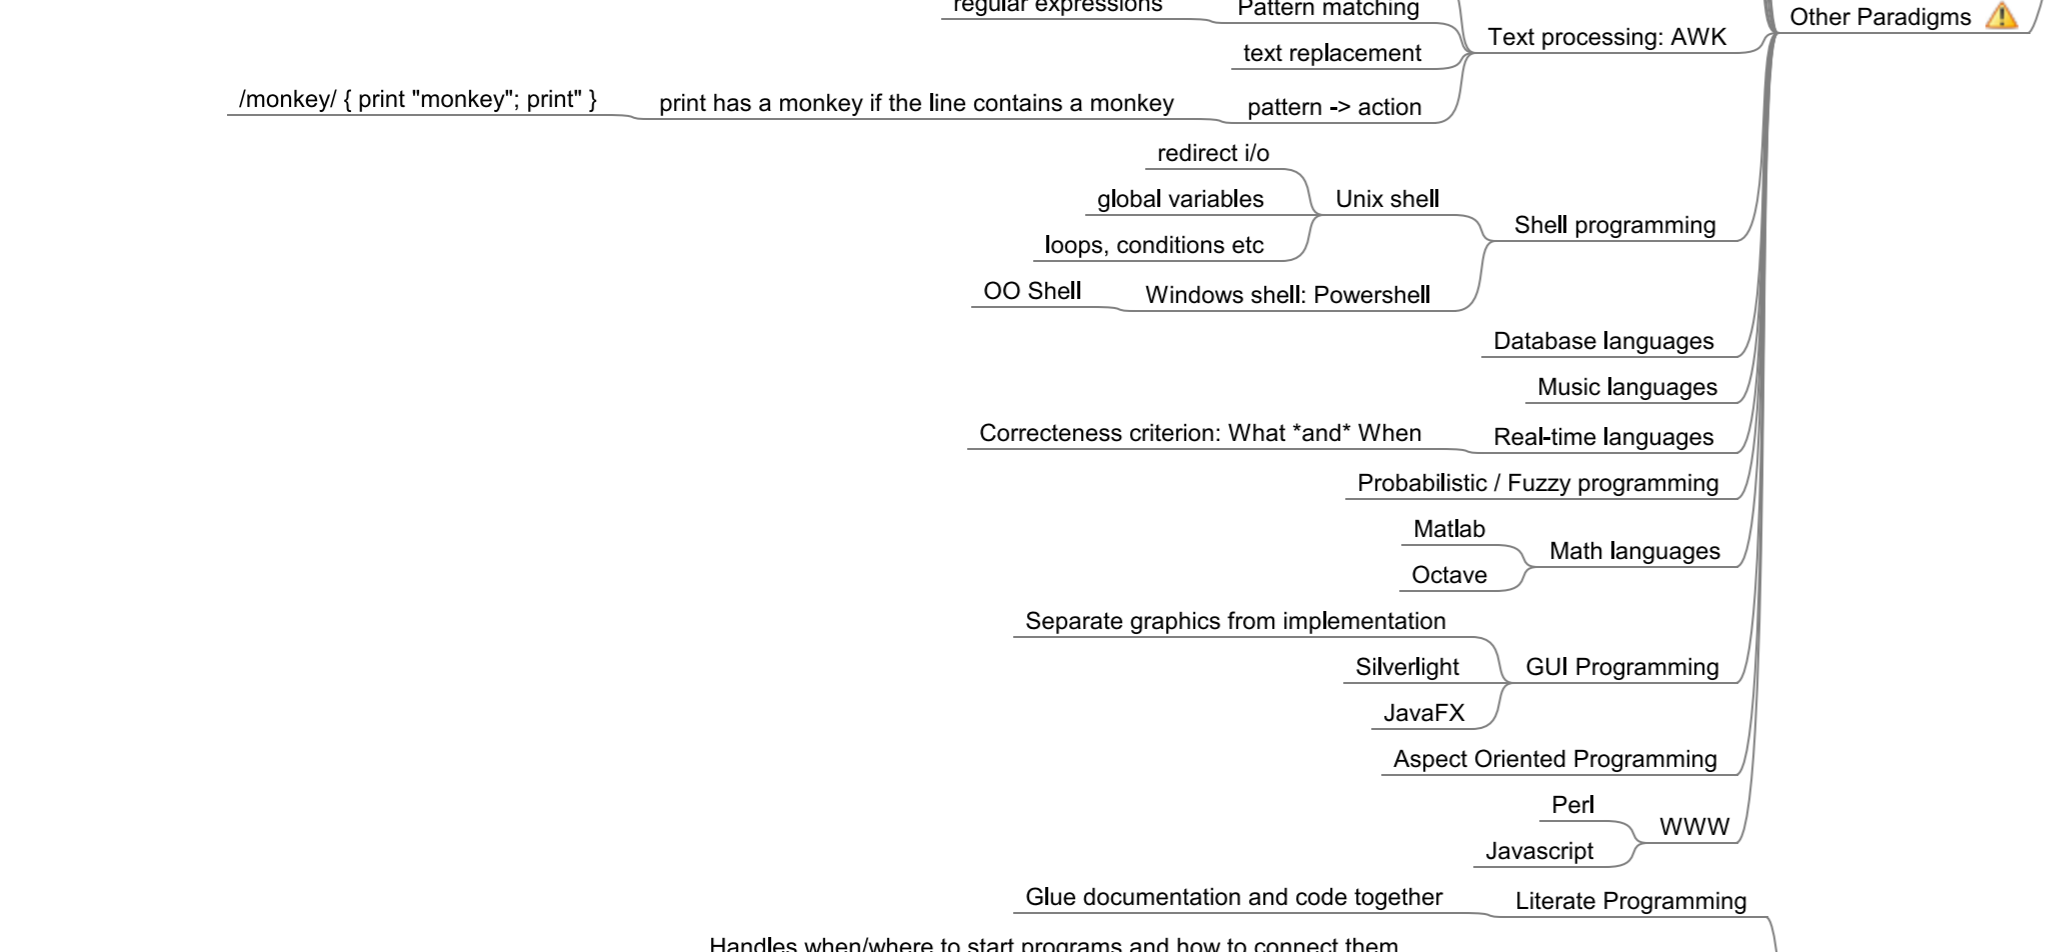 regular expressions
Pattern matching
Other Paradigms
Text processing: AWK
text replacement
/monkey/ { print "monkey"; print" }
print has a monkey if the line contains a monkey
pattern -> action
redirect i/o
global variables
Unix shell
Shell programming
loops, conditions etc
OO Shell
Windows shell: Powershell
Database languages
Music languages
Correcteness criterion: What *and* When
Real-time languages
Probabilistic / Fuzzy programming
Matlab
Math languages
Octave
Separate graphics from implementation
Silverlight
GUI Programming
JavaFX
Aspect Oriented Programming
Perl
WWW
Javascript
Glue documentation and code together
Literate Programming
Handles when/where to start programs and how to connect them